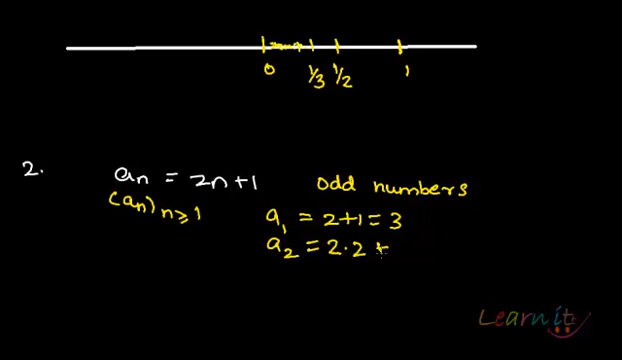 0 1/3 1/2 1
2. an = 2n+1 odd numbers
(an)n≥1 a1 = 2+1 = 3
a2 = 2·2 +
Learnit